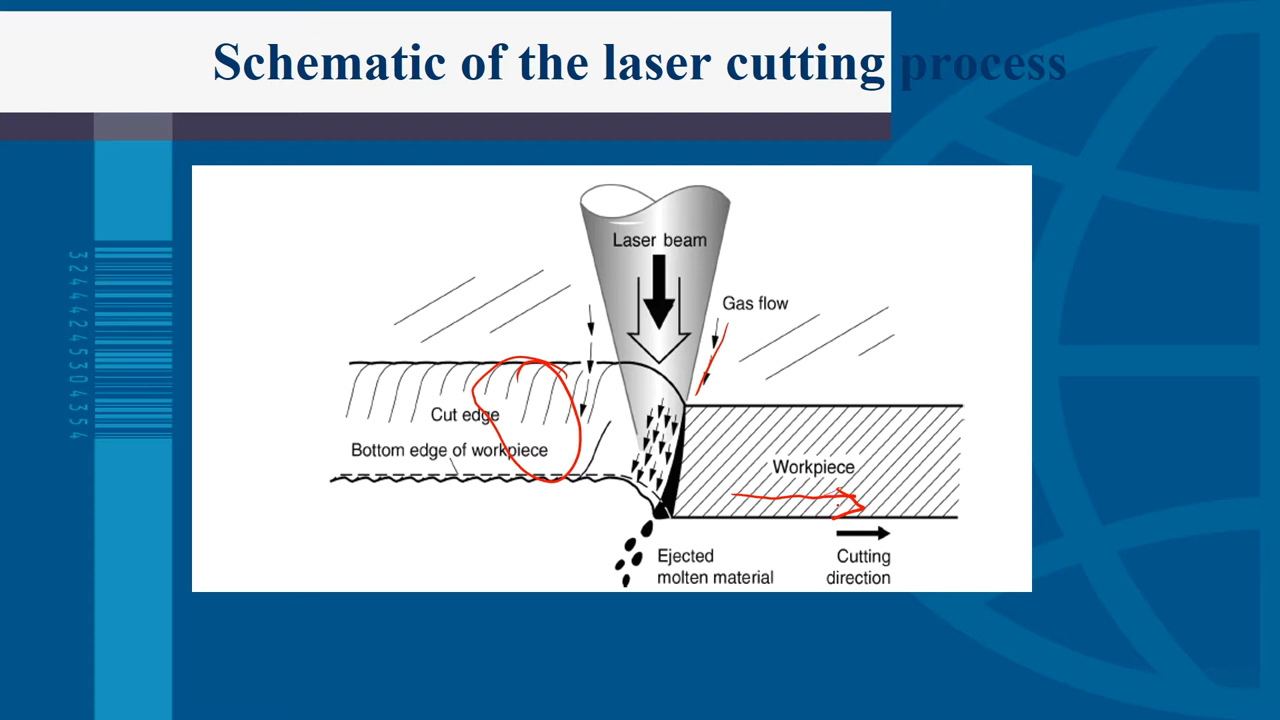 Schematic of the laser cutting process
Laser beam
Gas flow
Cut edge
Bottom edge of workpiece
Workpiece
Ejected
molten material
Cutting
direction
32444245304354